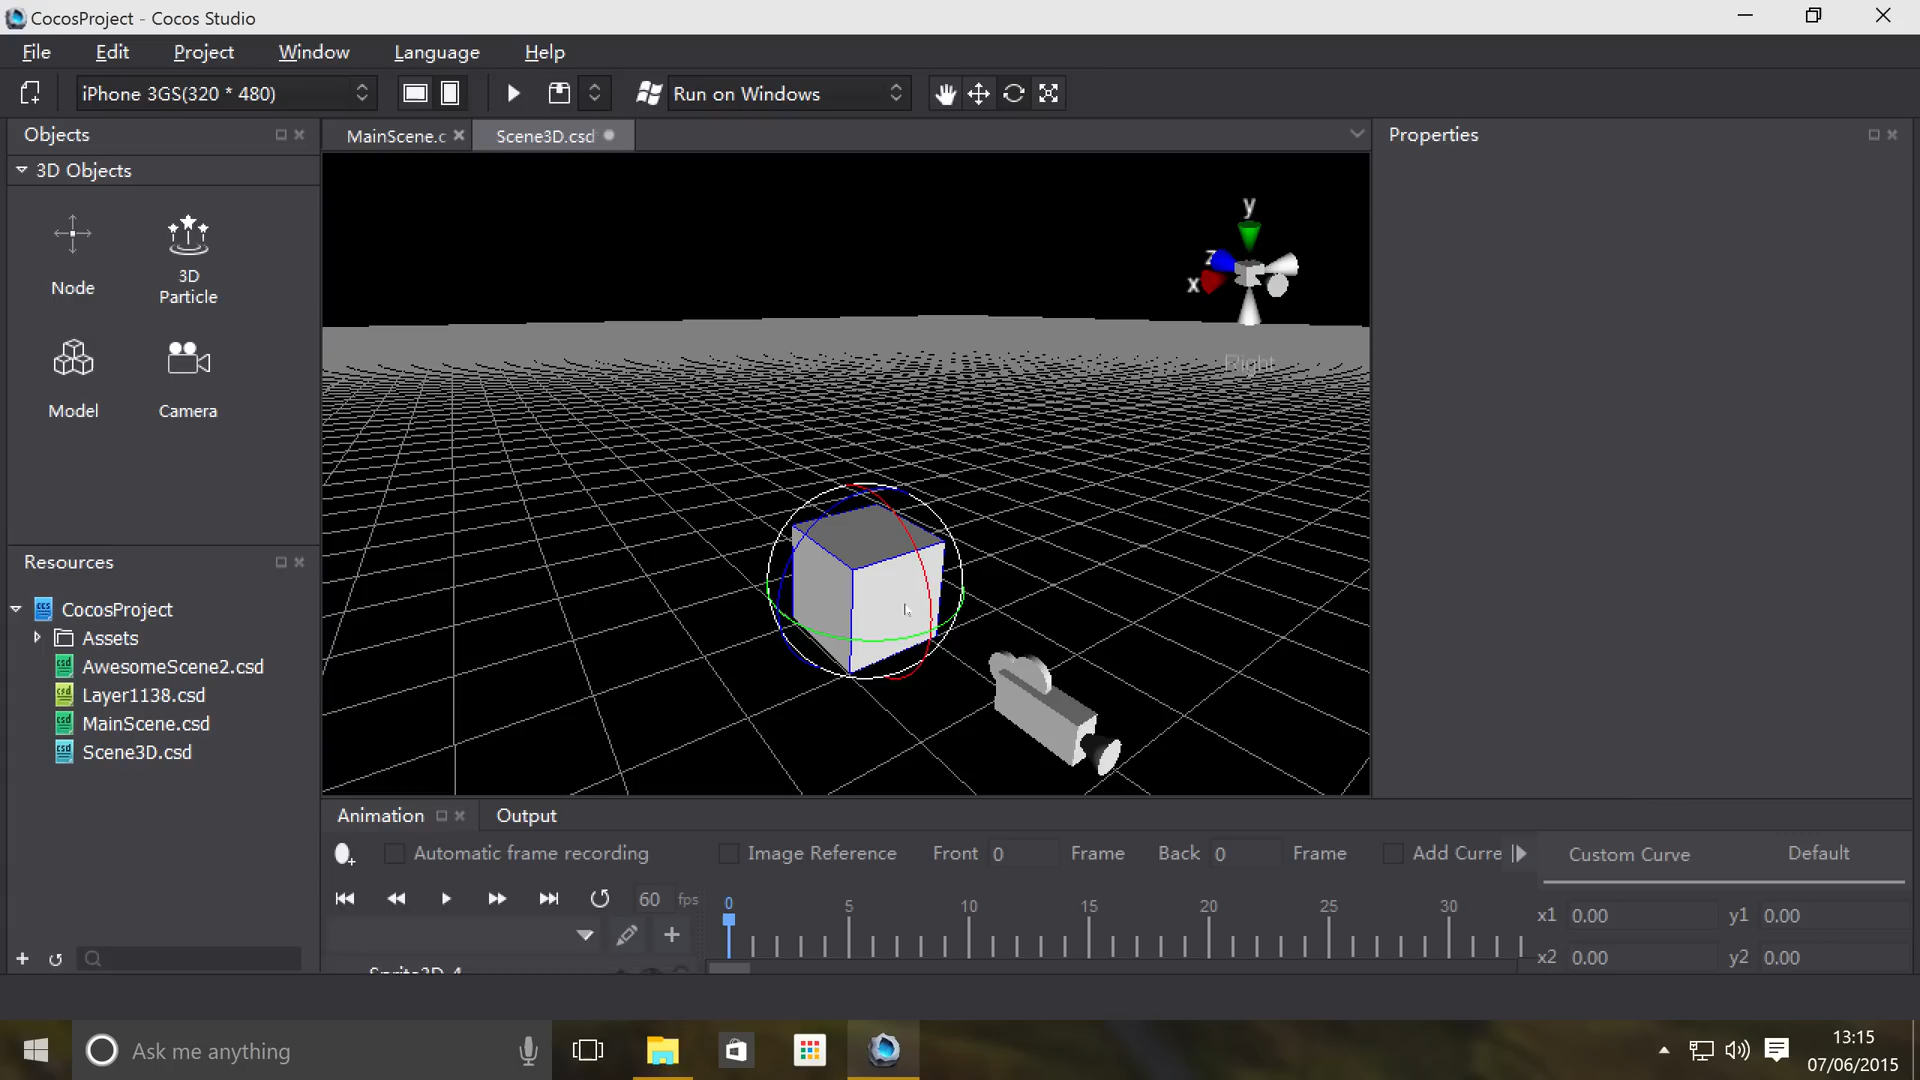 CocosProject - Cocos Studio
File Edit Project Window Language Help
iPhone 3GS(320 * 480) Run on Windows
Objects
3D Objects
Node
3D
Particle
Model
Camera
MainScene.c Scene3D.csd
y
z
x
Right
Properties
Resources
CocosProject
Assets
AwesomeScene2.csd
Layer1138.csd
MainScene.csd
Scene3D.csd
Animation Output
Automatic frame recording Image Reference Front 0 Frame Back 0 Frame Add Curre Custom Curve Default
60 fps 0 5 10 15 20 25 30
x1 0.00 y1 0.00
x2 0.00 y2 0.00
Sprite3D_4
Ask me anything
13:15
07/06/2015